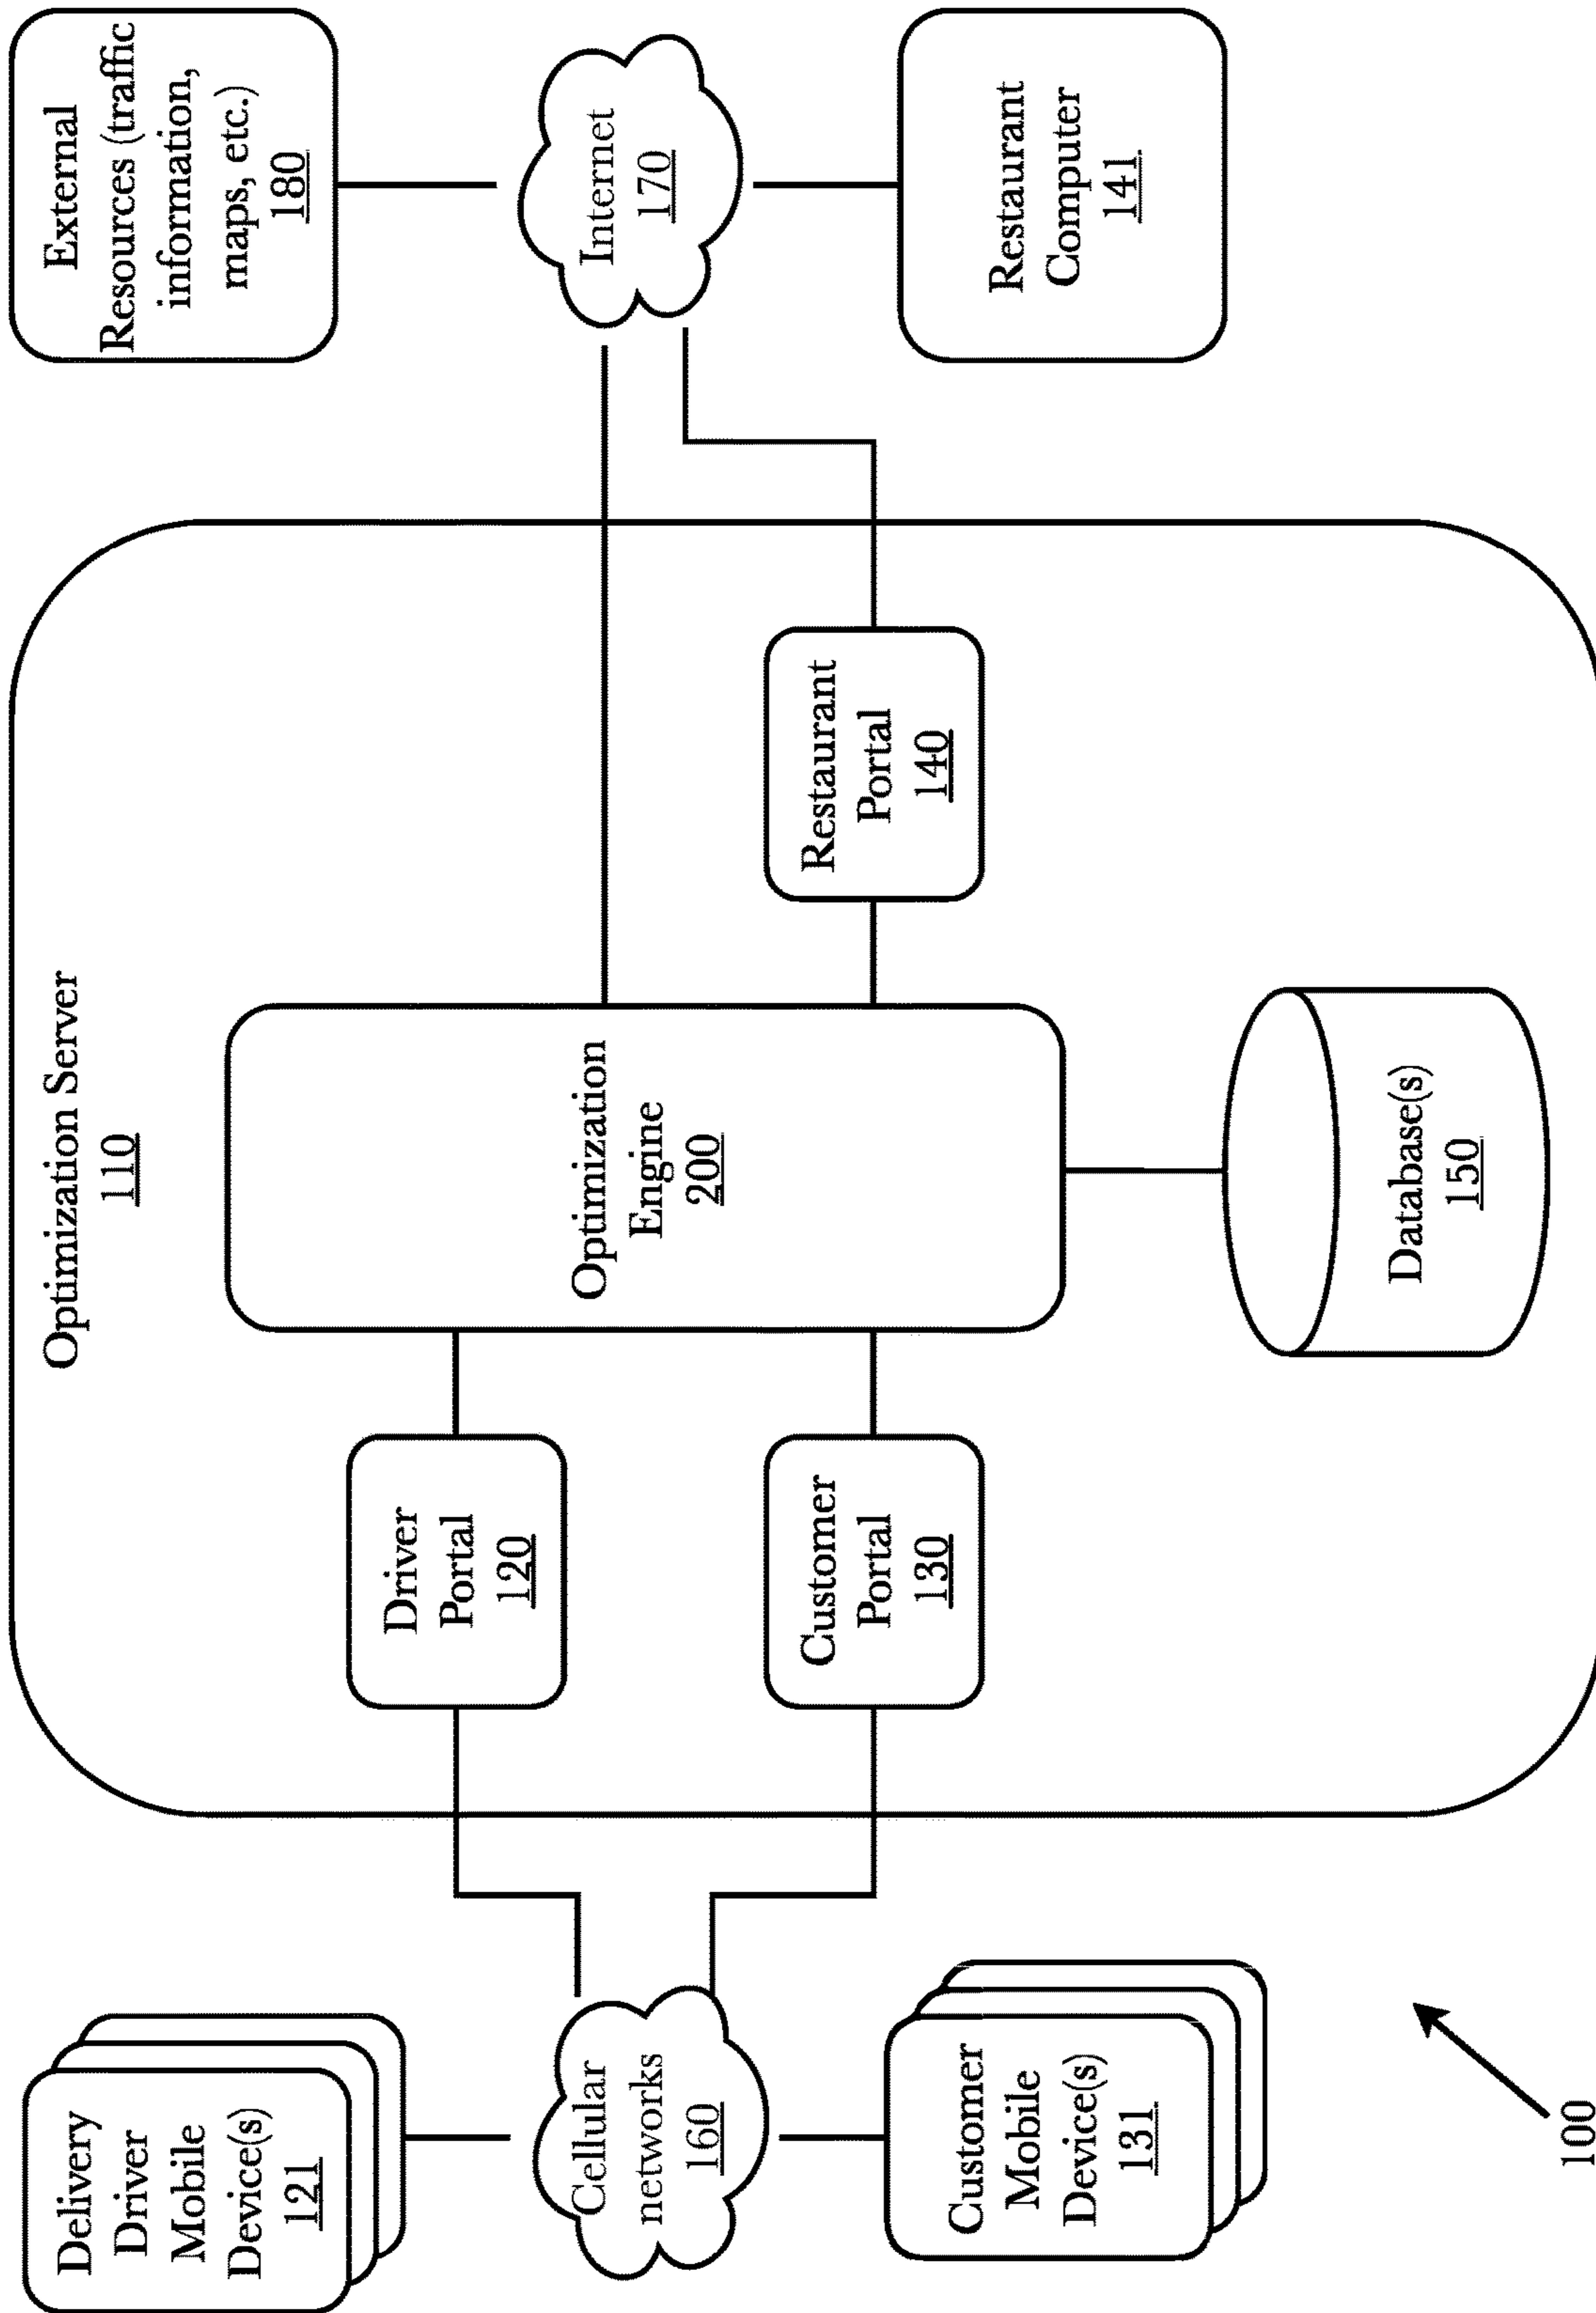 Delivery
Driver
Mobile
Device(s)
121
Cellular
networks
160
Customer
Mobile
Device(s)
131
100
Optimization Server
110
Driver
Portal
120
Customer
Portal
130
Optimization
Engine
200
Database(s)
150
Restaurant
Portal
140
External
Resources (traffic
information,
maps, etc.)
180
Internet
170
Restaurant
Computer
141